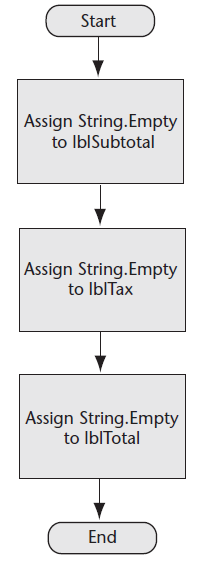 Start
Assign String.Empty
to lblSubtotal
Assign String.Empty
to lblTax
Assign String.Empty
to lblTotal
End